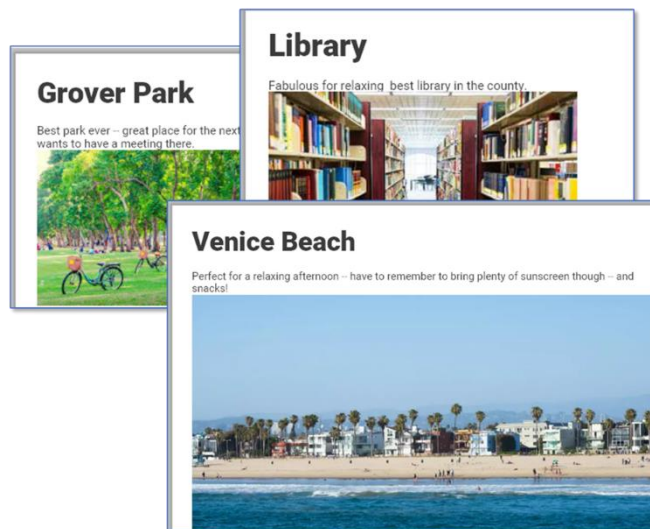 Library
Fabulous for relaxing best library in the county.
Grover Park
Best park ever -- great place for the next
wants to have a meeting there.
Venice Beach
Perfect for a relaxing afternoon -- have to remember to bring plenty of sunscreen though -- and
snacks!